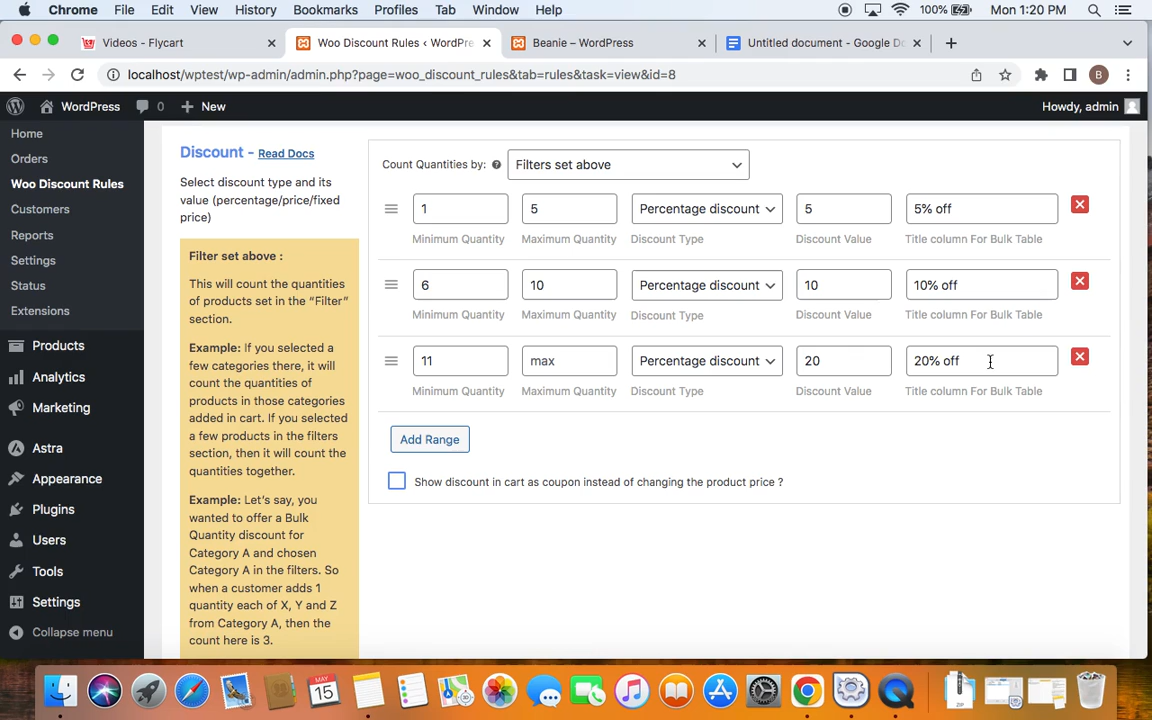 Chrome File Edit View History Bookmarks Profiles Tab Window Help 100% Mon 1:20 PM
Videos - Flycart Woo Discount Rules ‹ WordPre Beanie – WordPress Untitled document - Google Do
localhost/wptest/wp-admin/admin.php?page=woo_discount_rules&tab=rules&task=view&id=8 B
WordPress 0 New Howdy, admin
Home
Orders
Woo Discount Rules
Customers
Reports
Settings
Status
Extensions
Products
Analytics
Marketing
Astra
Appearance
Plugins
Users
Tools
Settings
Collapse menu
Discount - Read Docs
Select discount type and its
value (percentage/price/fixed
price)
Filter set above :
This will count the quantities
of products set in the “Filter”
section.
Example: If you selected a
few categories there, it will
count the quantities of
products in those categories
added in cart. If you selected
a few products in the filters
section, then it will count the
quantities together.
Example: Let's say, you
wanted to offer a Bulk
Quantity discount for
Category A and chosen
Category A in the filters. So
when a customer adds 1
quantity each of X, Y and Z
from Category A, then the
count here is 3.
Count Quantities by: ? Filters set above
1 5 Percentage discount 5 5% off
Minimum Quantity Maximum Quantity Discount Type Discount Value Title column For Bulk Table
6 10 Percentage discount 10 10% off
Minimum Quantity Maximum Quantity Discount Type Discount Value Title column For Bulk Table
11 max Percentage discount 20 20% off
Minimum Quantity Maximum Quantity Discount Type Discount Value Title column For Bulk Table
Add Range
Show discount in cart as coupon instead of changing the product price ?
MAY
15
ZIP